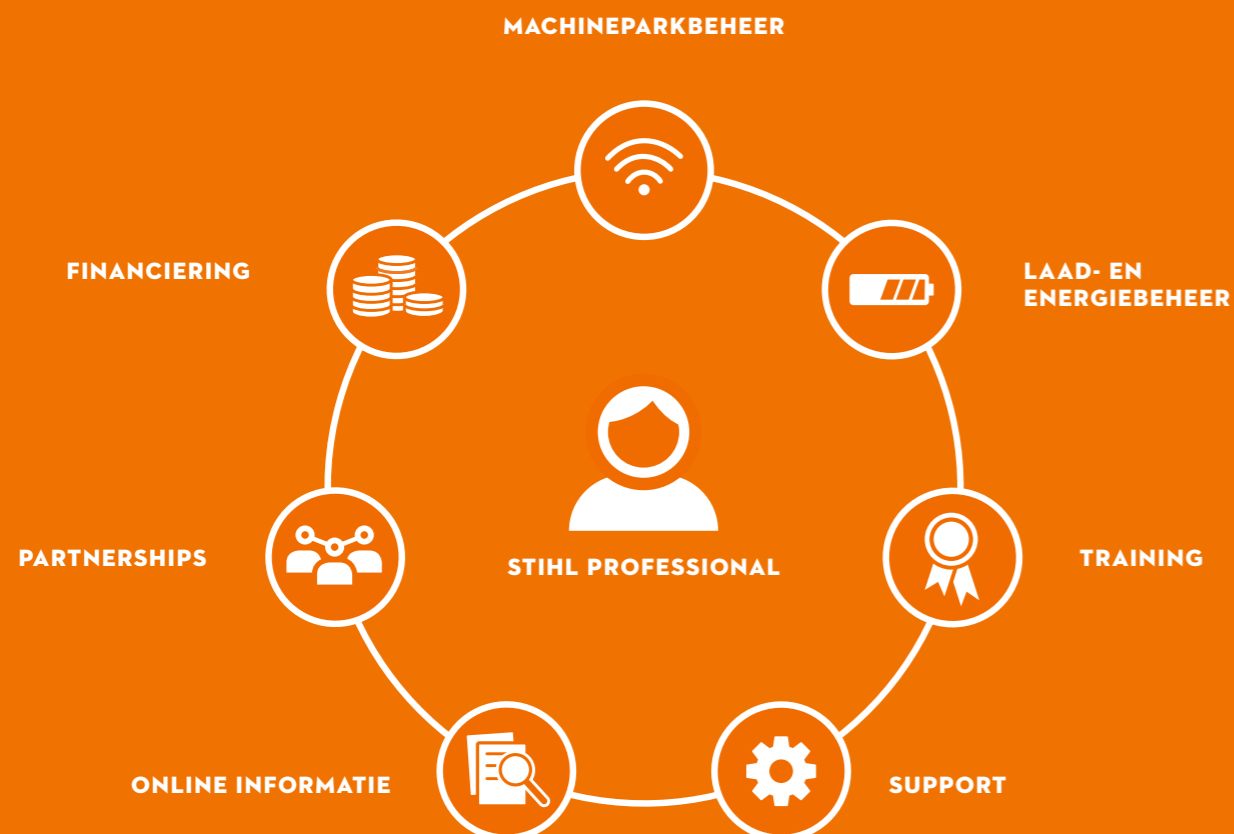 MACHINEPARKBEHEER
FINANCIERING
LAAD- EN
ENERGIEBEHEER
PARTNERSHIPS
STIHL PROFESSIONAL
TRAINING
ONLINE INFORMATIE
SUPPORT